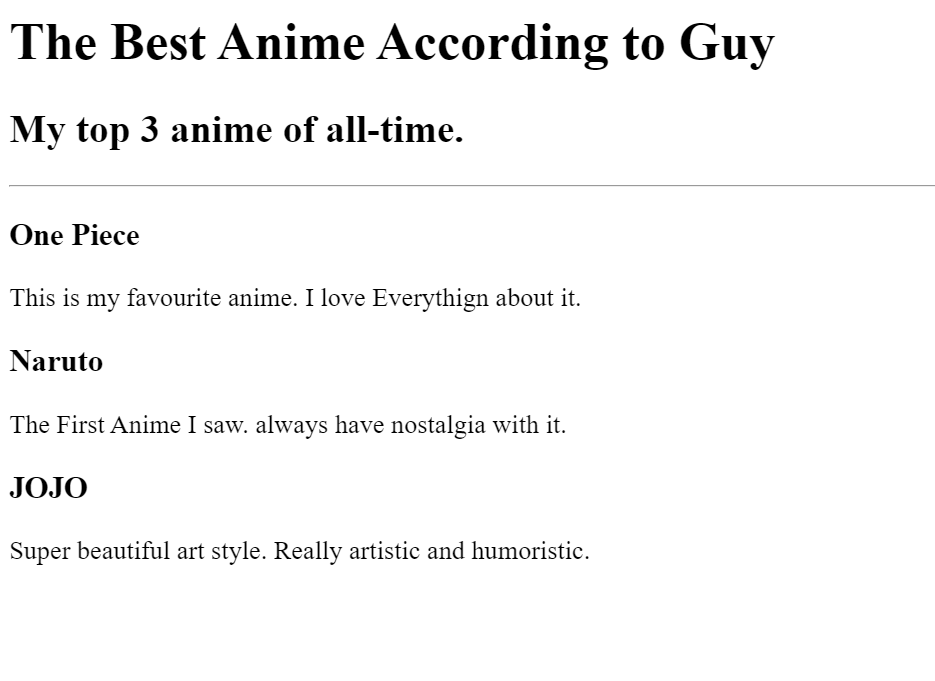 The Best Anime According to Guy
My top 3 anime of all-time.
One Piece
This is my favourite anime. I love Everythign about it.
Naruto
The First Anime I saw. always have nostalgia with it.
JOJO
Super beautiful art style. Really artistic and humoristic.